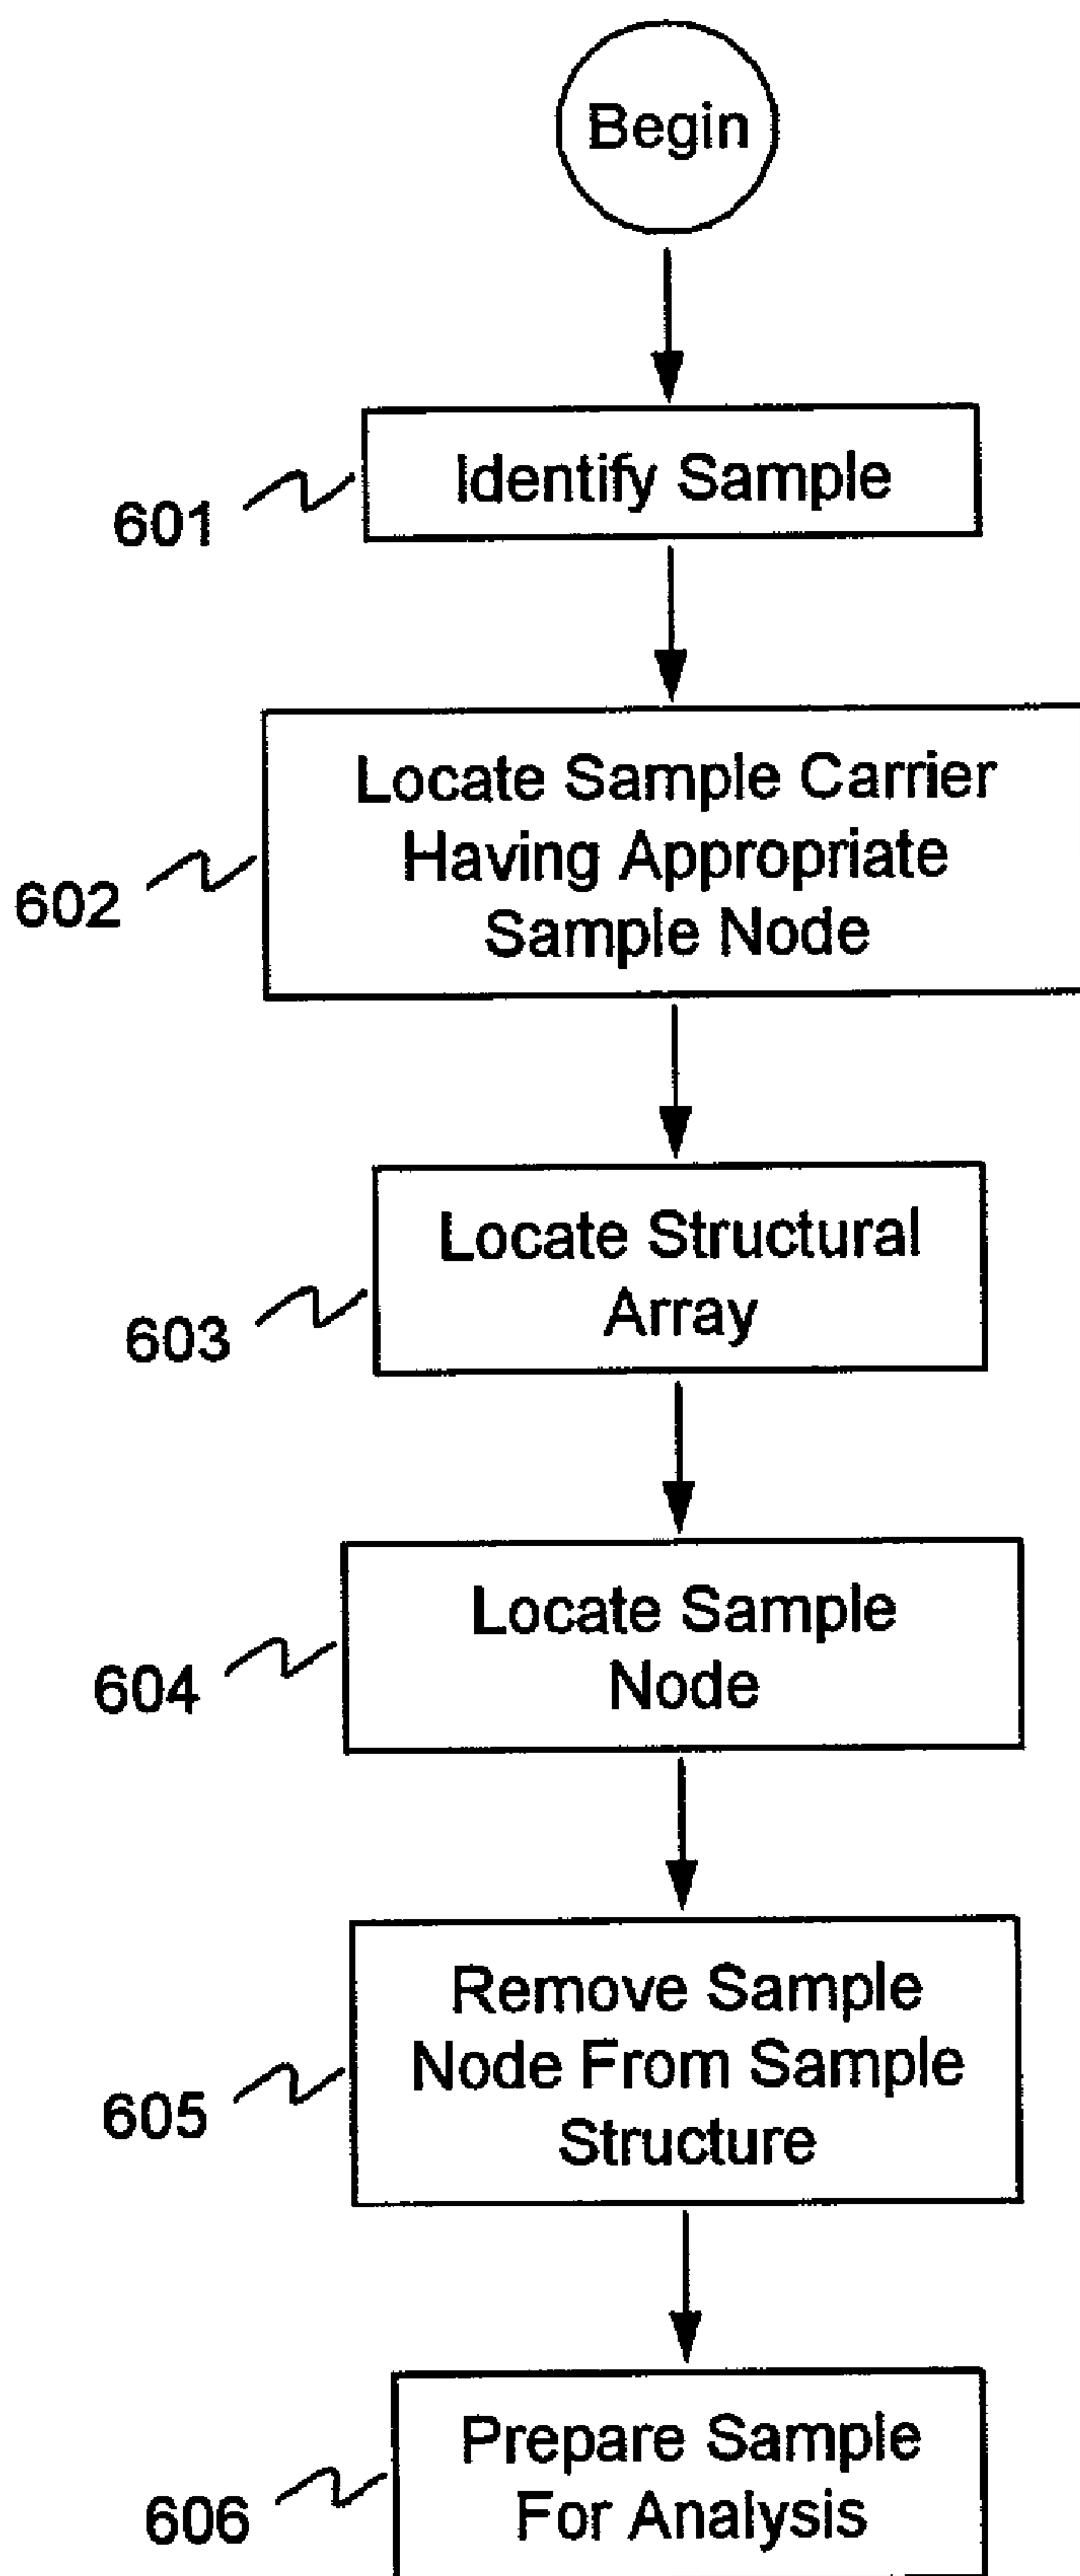 Begin
601
Identify Sample
602
Locate Sample Carrier
Having Appropriate
Sample Node
603
Locate Structural
Array
604
Locate Sample
Node
605
Remove Sample
Node From Sample
Structure
606
Prepare Sample
For Analysis